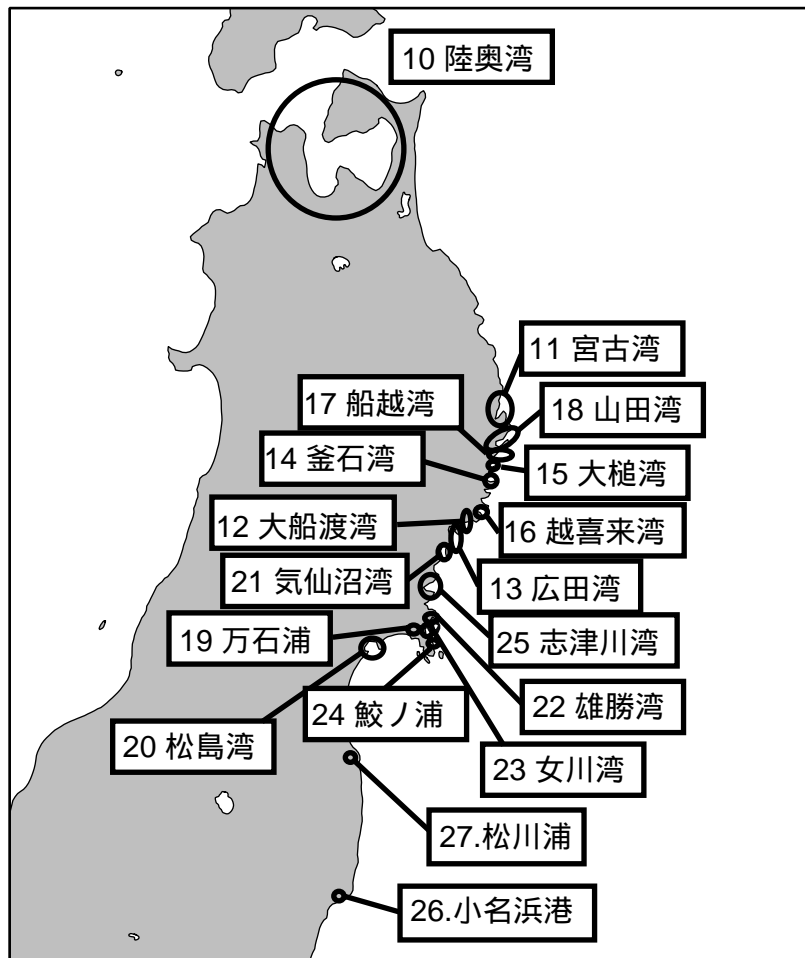 10 陸奥湾
11 宮古湾
17 船越湾
18 山田湾
14 釜石湾
15 大槌湾
12 大船渡湾
16 越喜来湾
21 気仙沼湾
13 広田湾
19 万石浦
25 志津川湾
24 鮫ノ浦
22 雄勝湾
20 松島湾
23 女川湾
27.松川浦
26.小名浜港